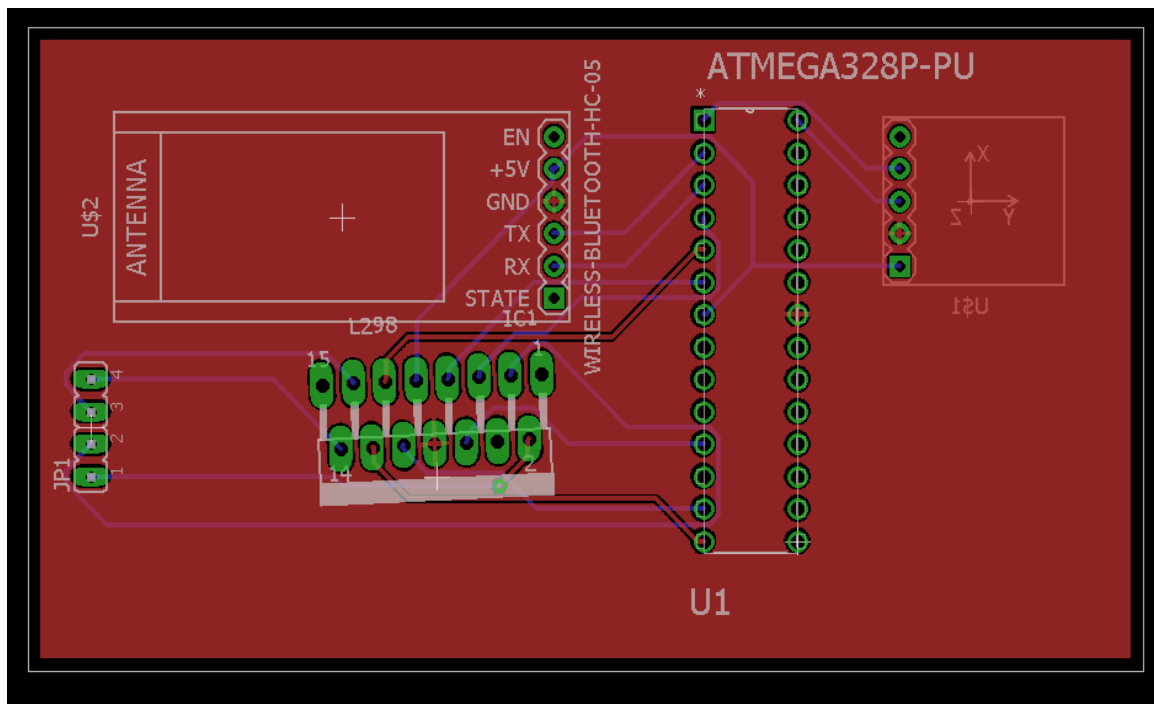 ATMEGA328P-PU
*
WIRELESS-BLUETOOTH-HC-05
U$2
ANTENNA
EN
+5V
GND
TX
RX
STATE
IC1
L298
15
1
14
2
JP1
4
3
2
1
X
Y
Z
U$1
U1